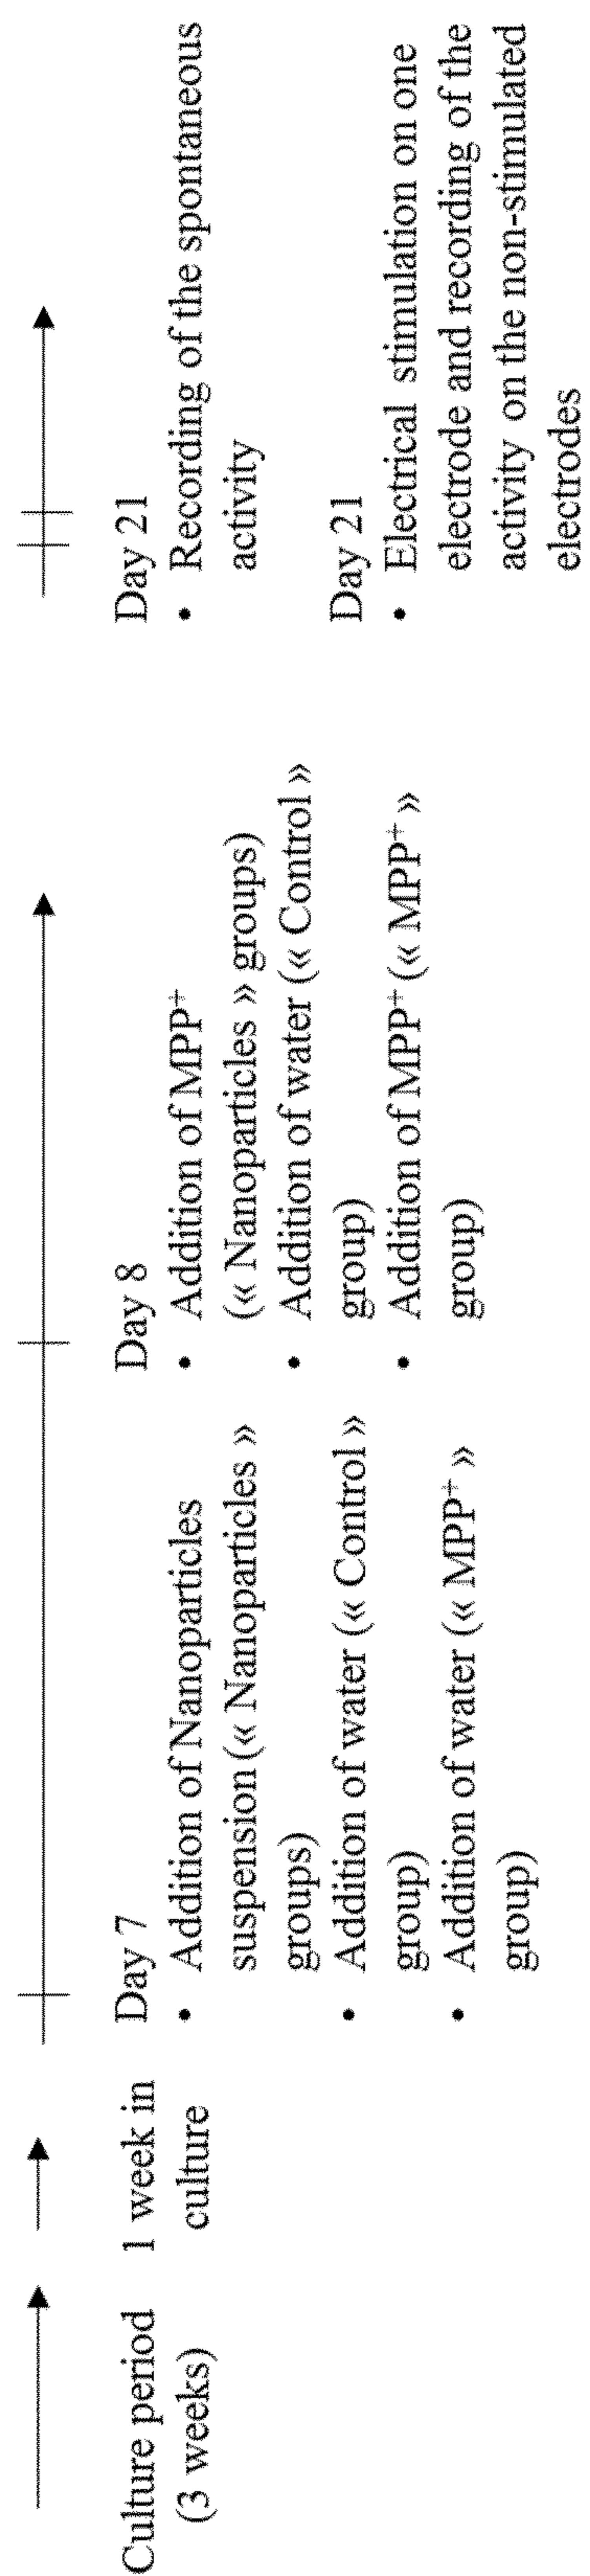 Culture period
(3 weeks)
1 week in
culture
Day 7
• Addition of Nanoparticles
suspension (« Nanoparticles »
groups)
• Addition of water (« Control »
group)
• Addition of water (« MPP⁺ »
group)
Day 8
• Addition of MPP⁺
(« Nanoparticles » groups)
• Addition of water (« Control »
group)
• Addition of MPP⁺ (« MPP⁺ »
group)
Day 21
• Recording of the spontaneous
activity
Day 21
• Electrical stimulation on one
electrode and recording of the
activity on the non-stimulated
electrodes